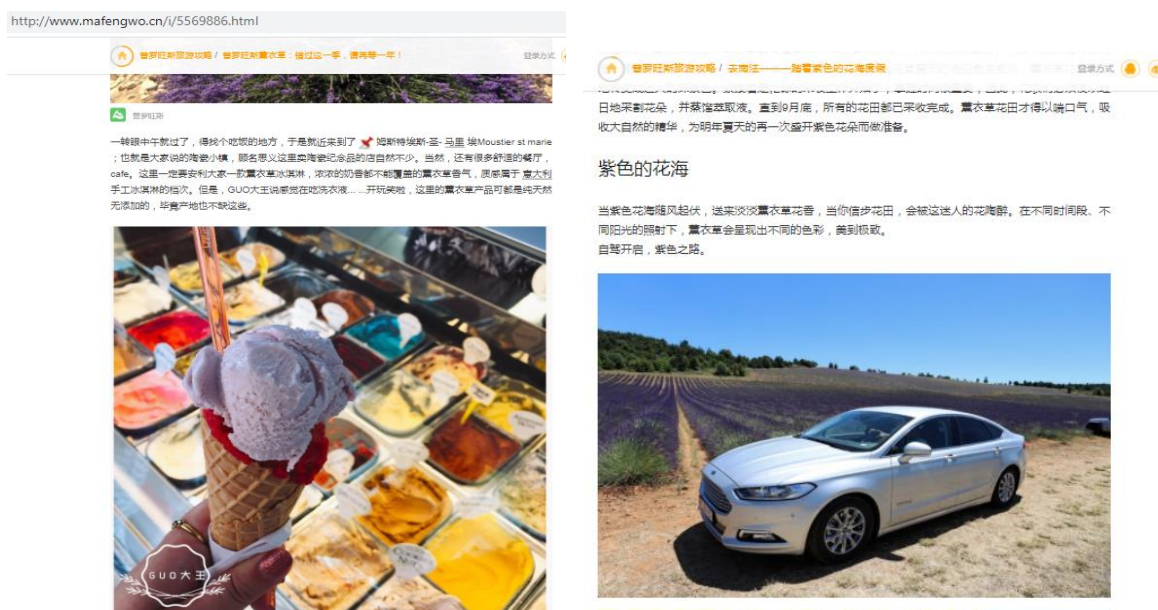 http://www.mafengwo.cn/i/5569886.html
普罗旺斯旅游攻略 / 普罗旺斯薰衣草：错过这一季，请再等一年！
登录方式
普罗旺斯
一转眼中午就过了，得找个吃饭的地方，于是就近来到了 姆斯特埃斯-圣- 马里 埃Moustier st marie
；也就是大家说的陶瓷小镇，顾名思义这里卖陶瓷纪念品的店自然不少。当然，还有很多舒适的餐厅，
cafe。这里一定要安利大家一款薰衣草冰淇淋，浓浓的奶香都不能覆盖的薰衣草香气，质感属于 意大利
手工冰淇淋的档次。但是，GUO大王说感觉在吃洗衣液... ...开玩笑啦，这里的薰衣草产品可都是纯天然
无添加的，毕竟产地也不缺这些。
GUO大王
普罗旺斯旅游攻略 / 去南法———踏着紫色的花海度假
登录方式
日地来割花朵，并蒸馏萃取液。直到9月底，所有的花田都已采收完成。薰衣草花田才得以喘口气，吸
收大自然的精华，为明年夏天的再一次盛开紫色花朵而做准备。
紫色的花海
当紫色花海随风起伏，送来淡淡薰衣草花香，当你信步花田，会被这迷人的花陶醉。在不同时间段、不
同阳光的照射下，薰衣草会呈现出不同的色彩，美到极致。
自驾开启，紫色之路。